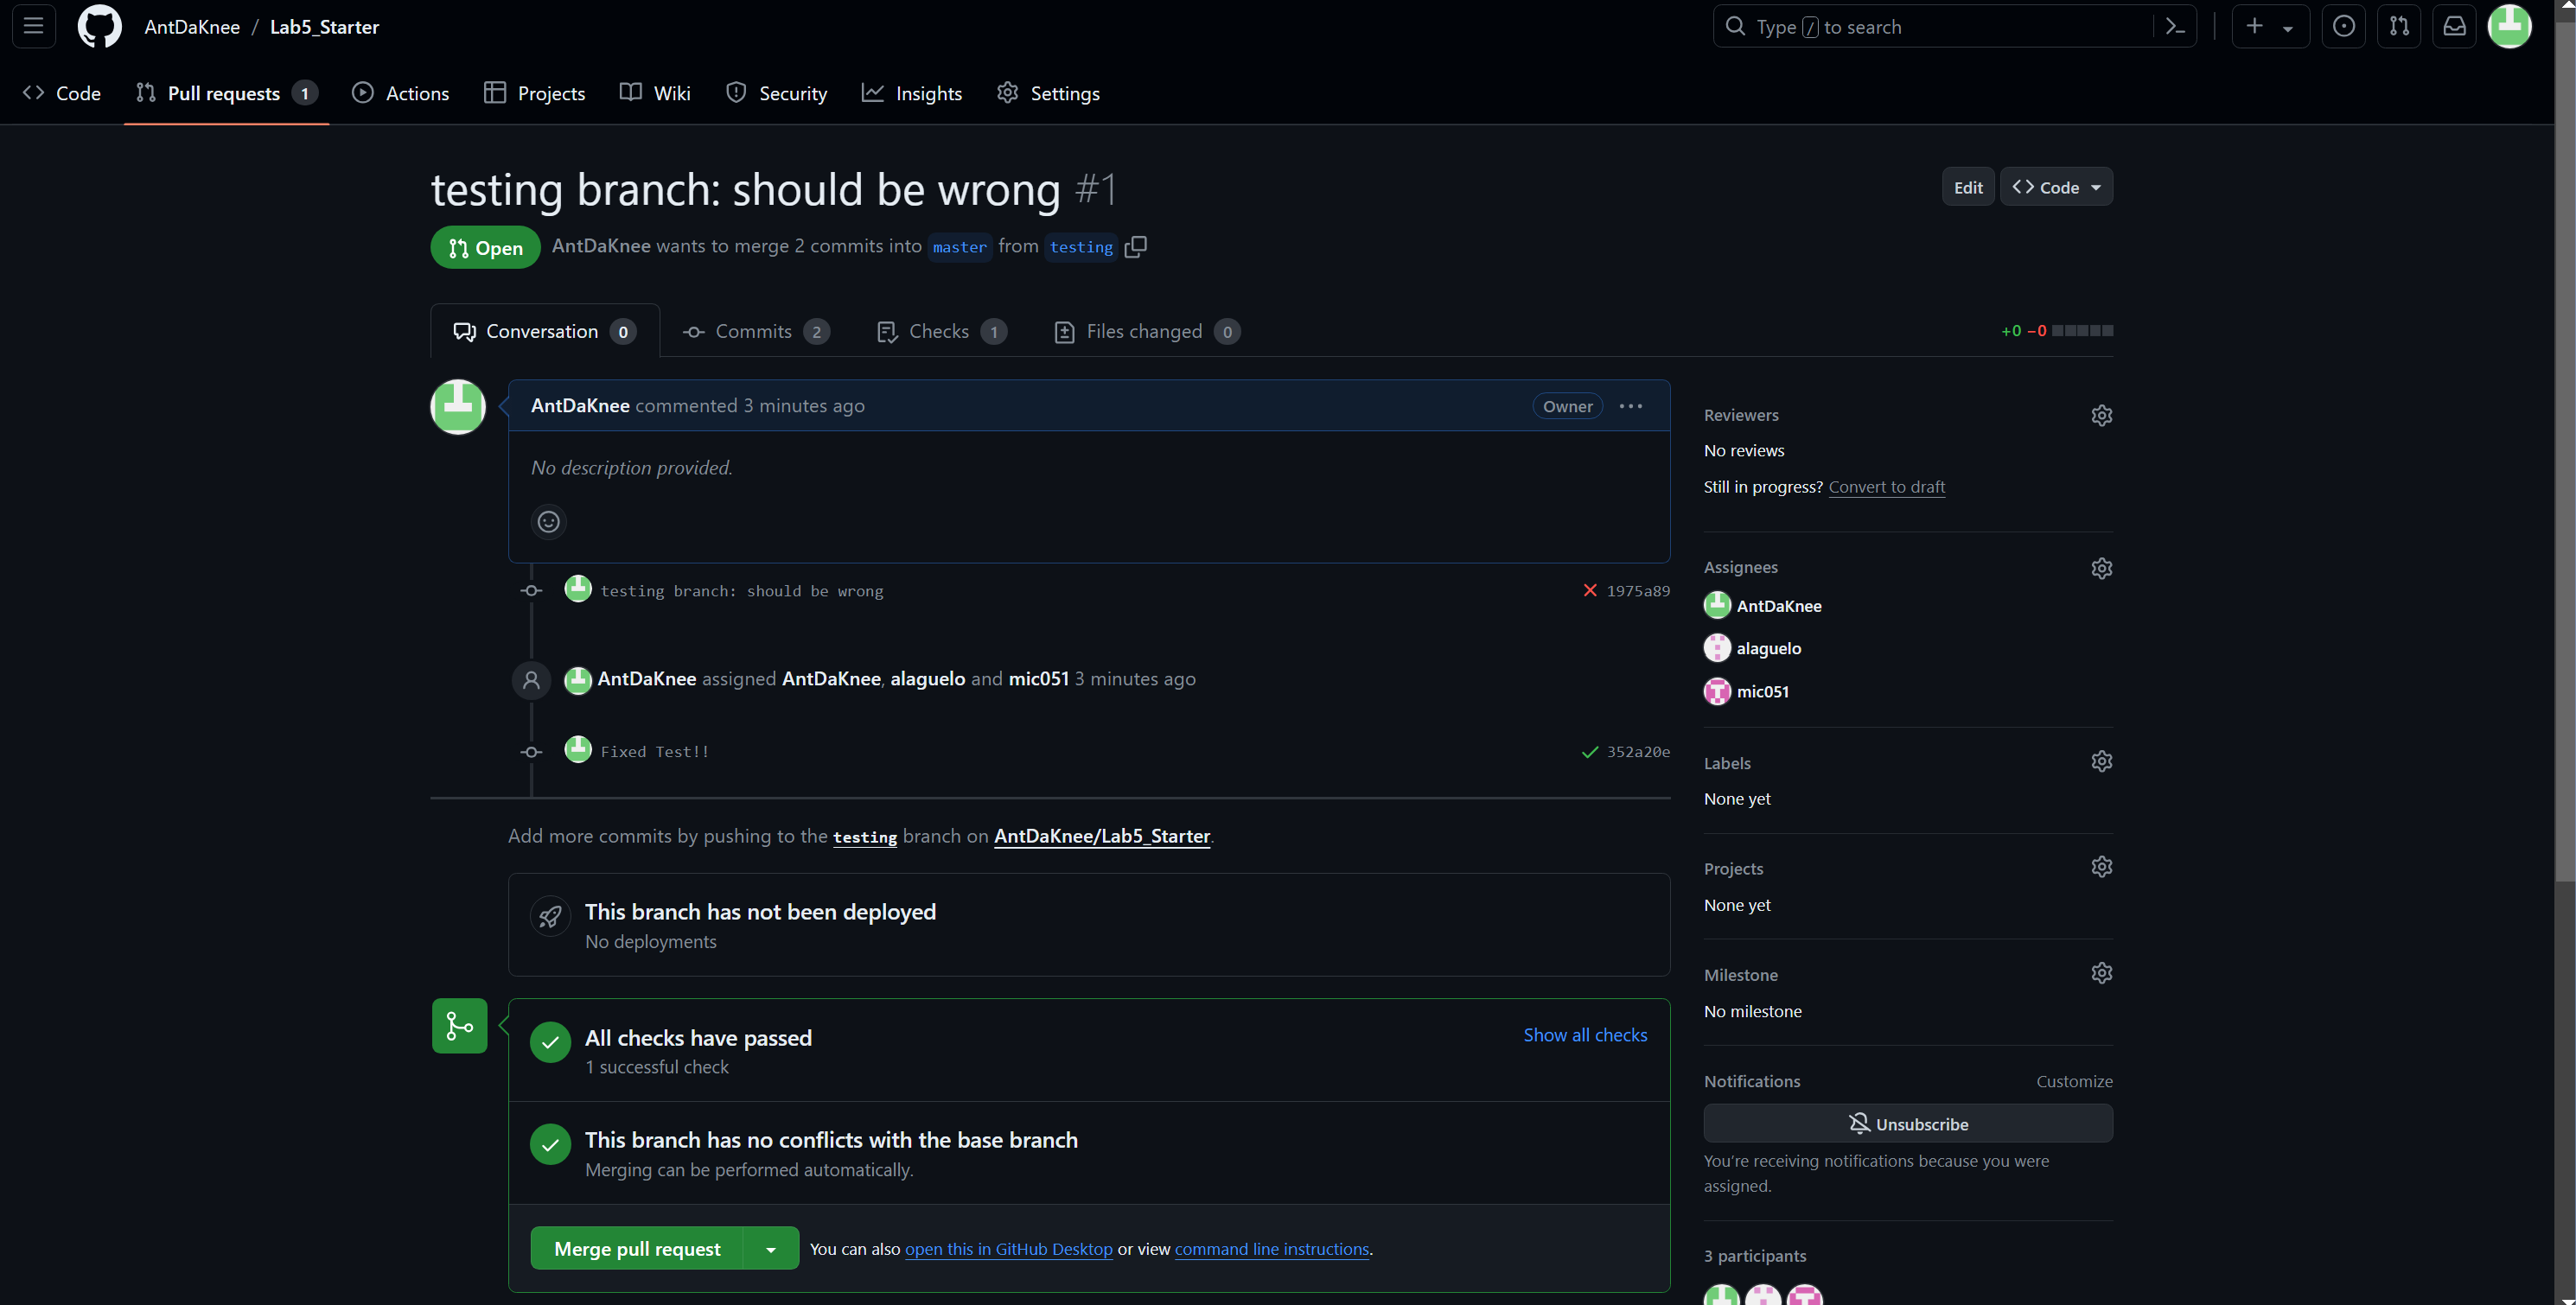 AntDaKnee / Lab5_Starter
Type / to search
Code
Pull requests 1
Actions
Projects
Wiki
Security
Insights
Settings
testing branch: should be wrong #1
Edit
Code
Open
AntDaKnee wants to merge 2 commits into master from testing
Conversation 0
Commits 2
Checks 1
Files changed 0
+0 −0
AntDaKnee commented 3 minutes ago
Owner
No description provided.
testing branch: should be wrong
1975a89
AntDaKnee assigned AntDaKnee, alaguelo and mic051 3 minutes ago
Fixed Test!!
352a20e
Add more commits by pushing to the testing branch on AntDaKnee/Lab5_Starter.
This branch has not been deployed
No deployments
All checks have passed
1 successful check
Show all checks
This branch has no conflicts with the base branch
Merging can be performed automatically.
Merge pull request
You can also open this in GitHub Desktop or view command line instructions.
Reviewers
No reviews
Still in progress? Convert to draft
Assignees
AntDaKnee
alaguelo
mic051
Labels
None yet
Projects
None yet
Milestone
No milestone
Notifications
Customize
Unsubscribe
You're receiving notifications because you were
assigned.
3 participants